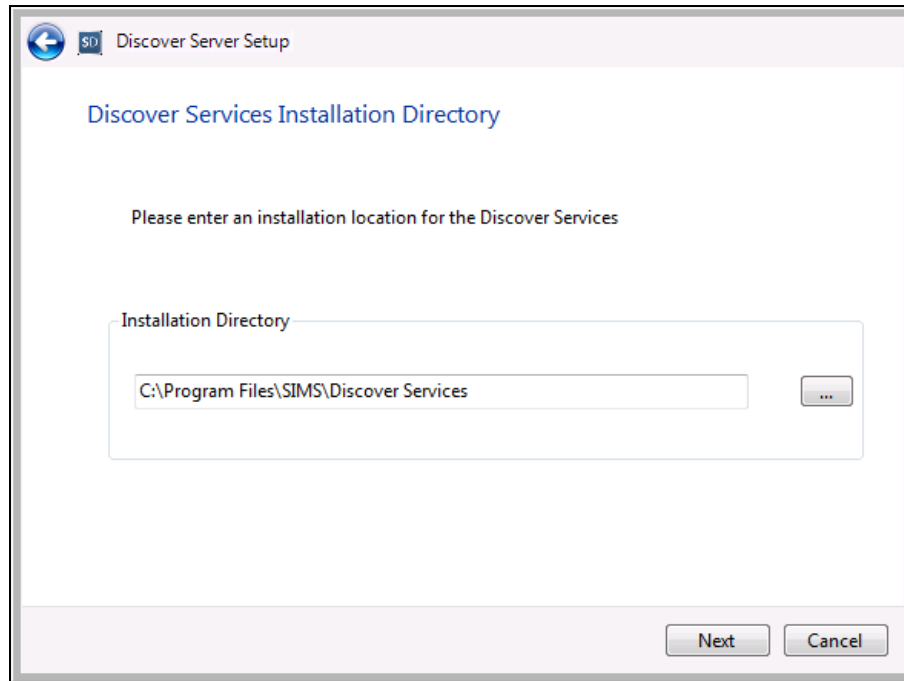 SD Discover Server Setup
Discover Services Installation Directory
Please enter an installation location for the Discover Services
Installation Directory
C:\Program Files\SIMS\Discover Services
...
Next Cancel